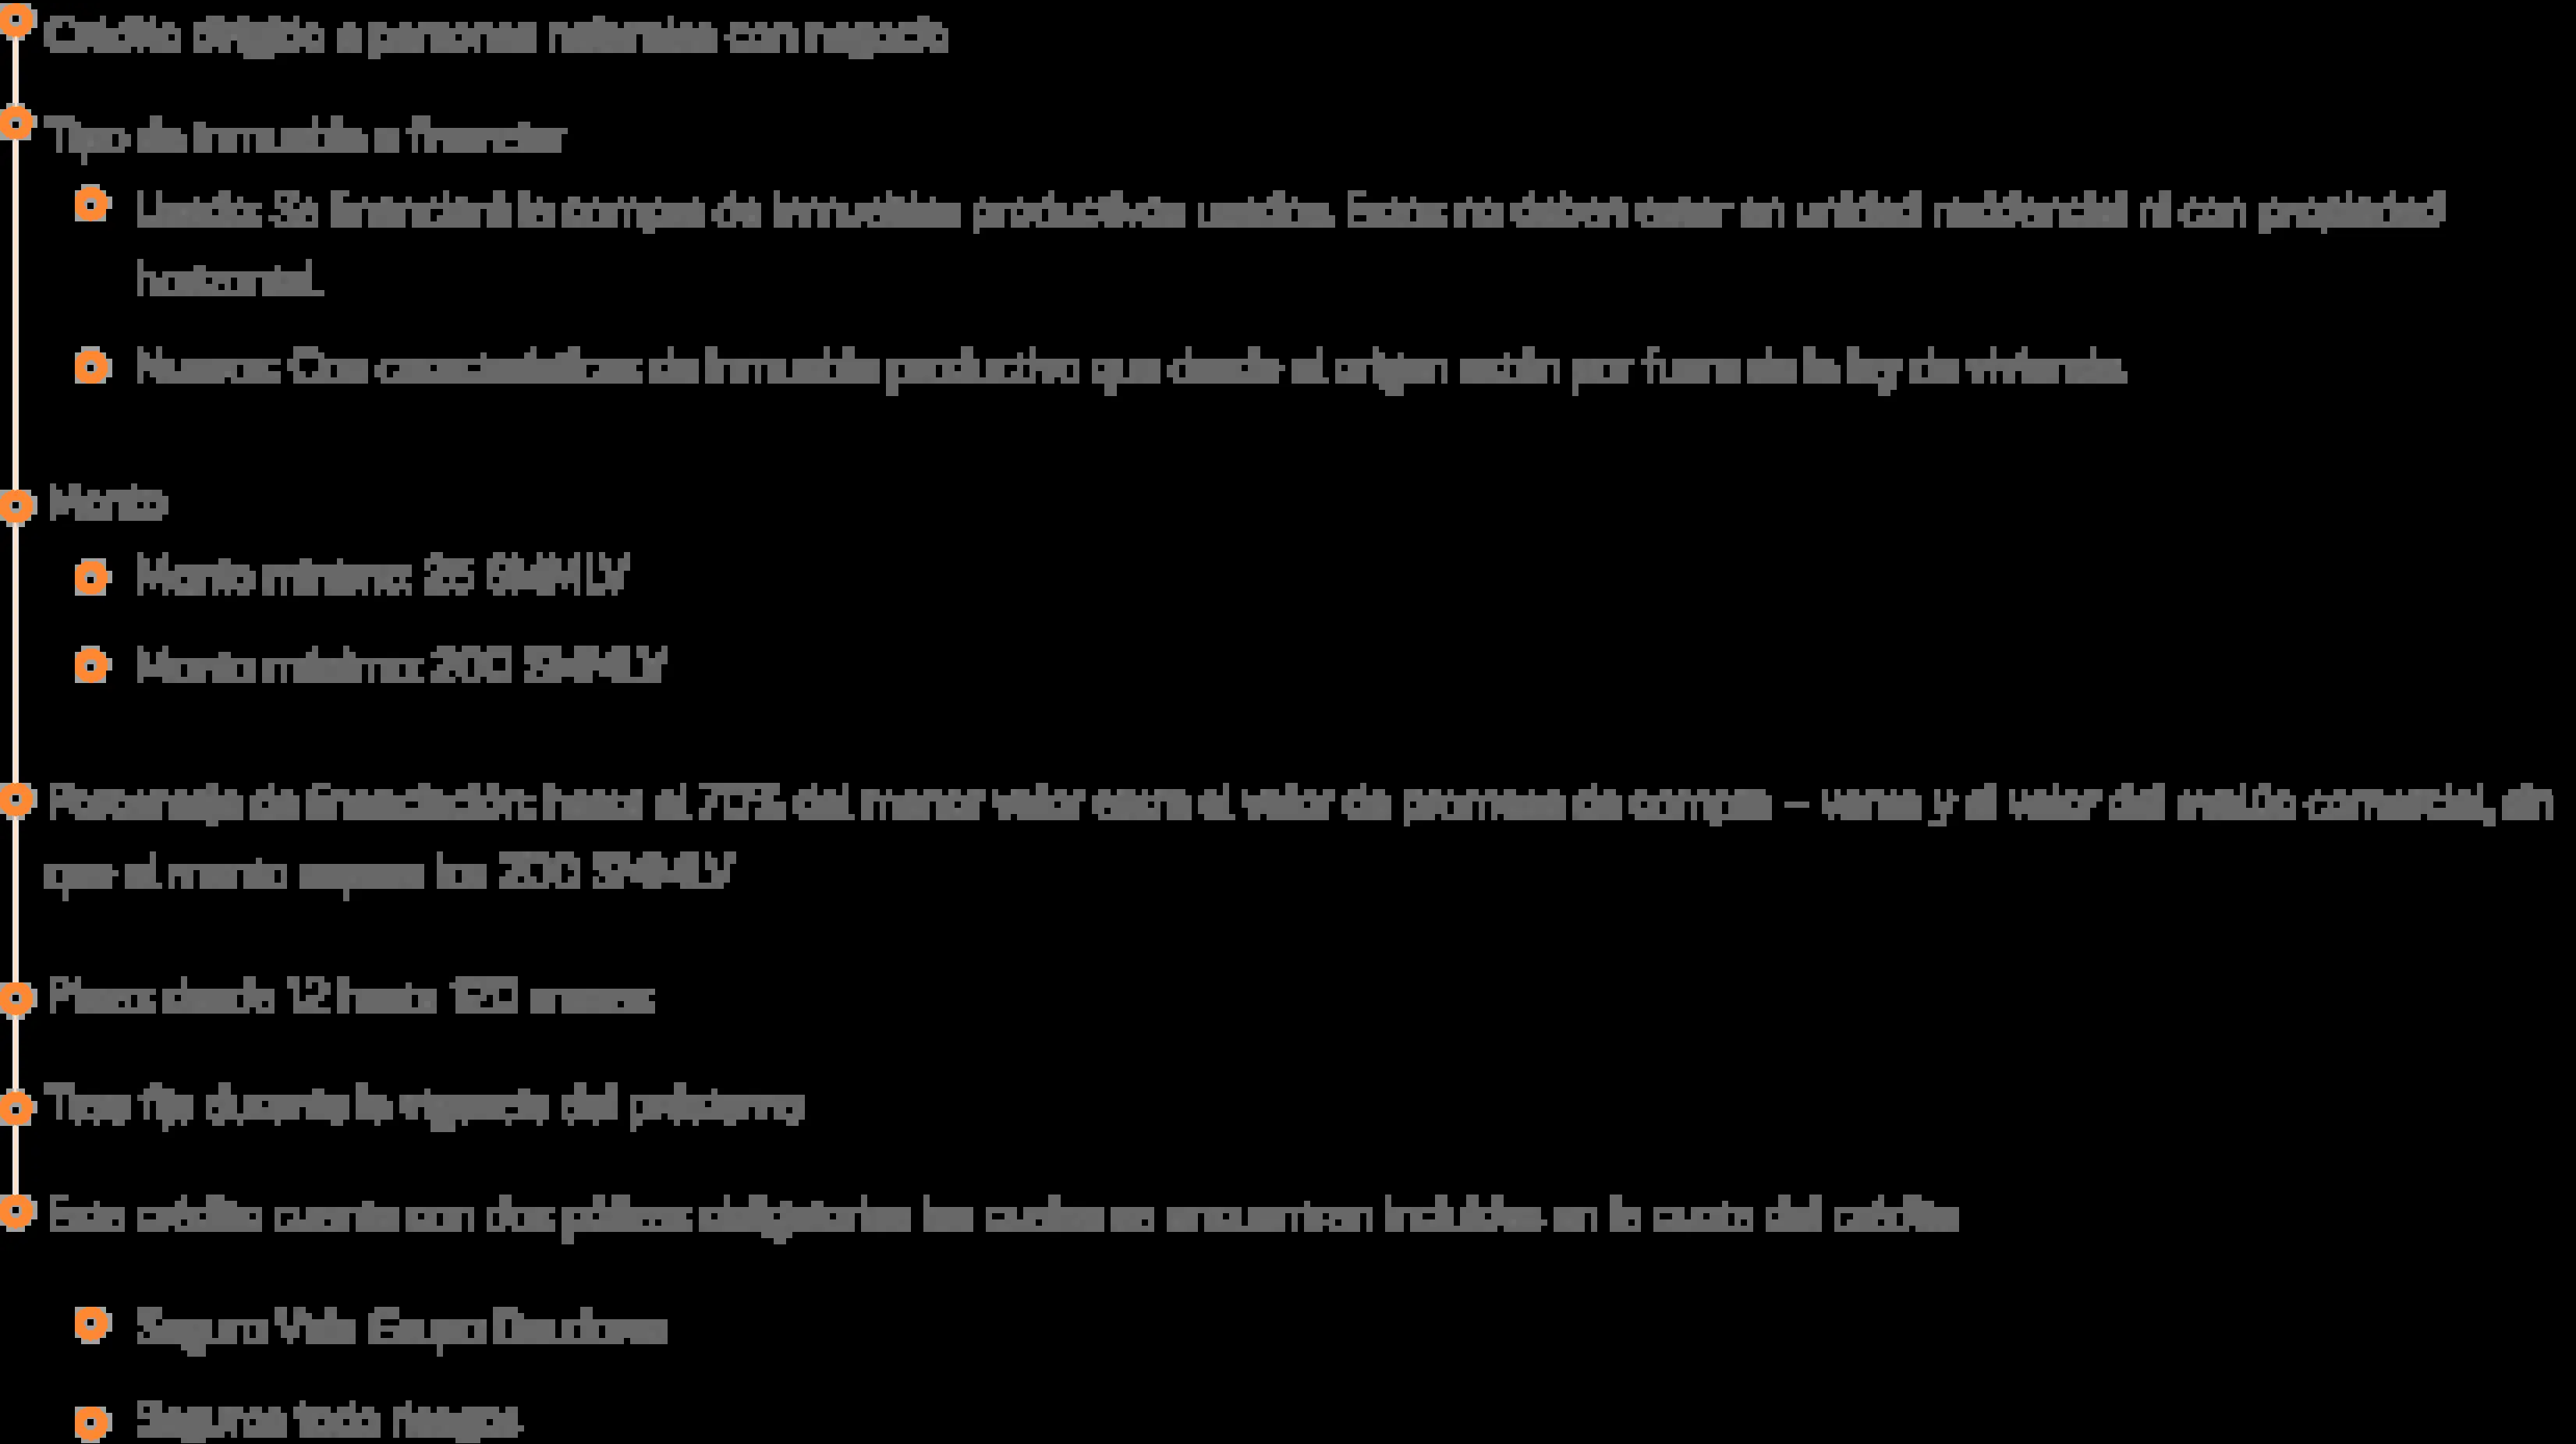 Crédito dirigido a personas naturales con negocio
Tipo de inmueble a financiar
Usado: Se financiará la compra de inmuebles productivos usados. Estos no deben estar en unidad residencial ni con propiedad
horizontal.
Nuevos: Con características de inmueble productivo que desde el origen estén por fuera de la ley de vivienda.
Monto
Monto mínimo: 25 SMMLV
Monto máximo: 200 SMMLV
Porcentaje de financiación: hasta el 70% del menor valor entre el valor de promesa de compra – venta y el valor del avalúo comercial, sin
que el monto supere los 200 SMMLV
Plazo: desde 12 hasta 120 meses
Tasa fija durante la vigencia del préstamo
Este crédito cuenta con dos pólizas obligatorias las cuales se encuentran incluidas en la cuota del crédito
Seguro Vida Grupo Deudores
Seguros todo riesgo.